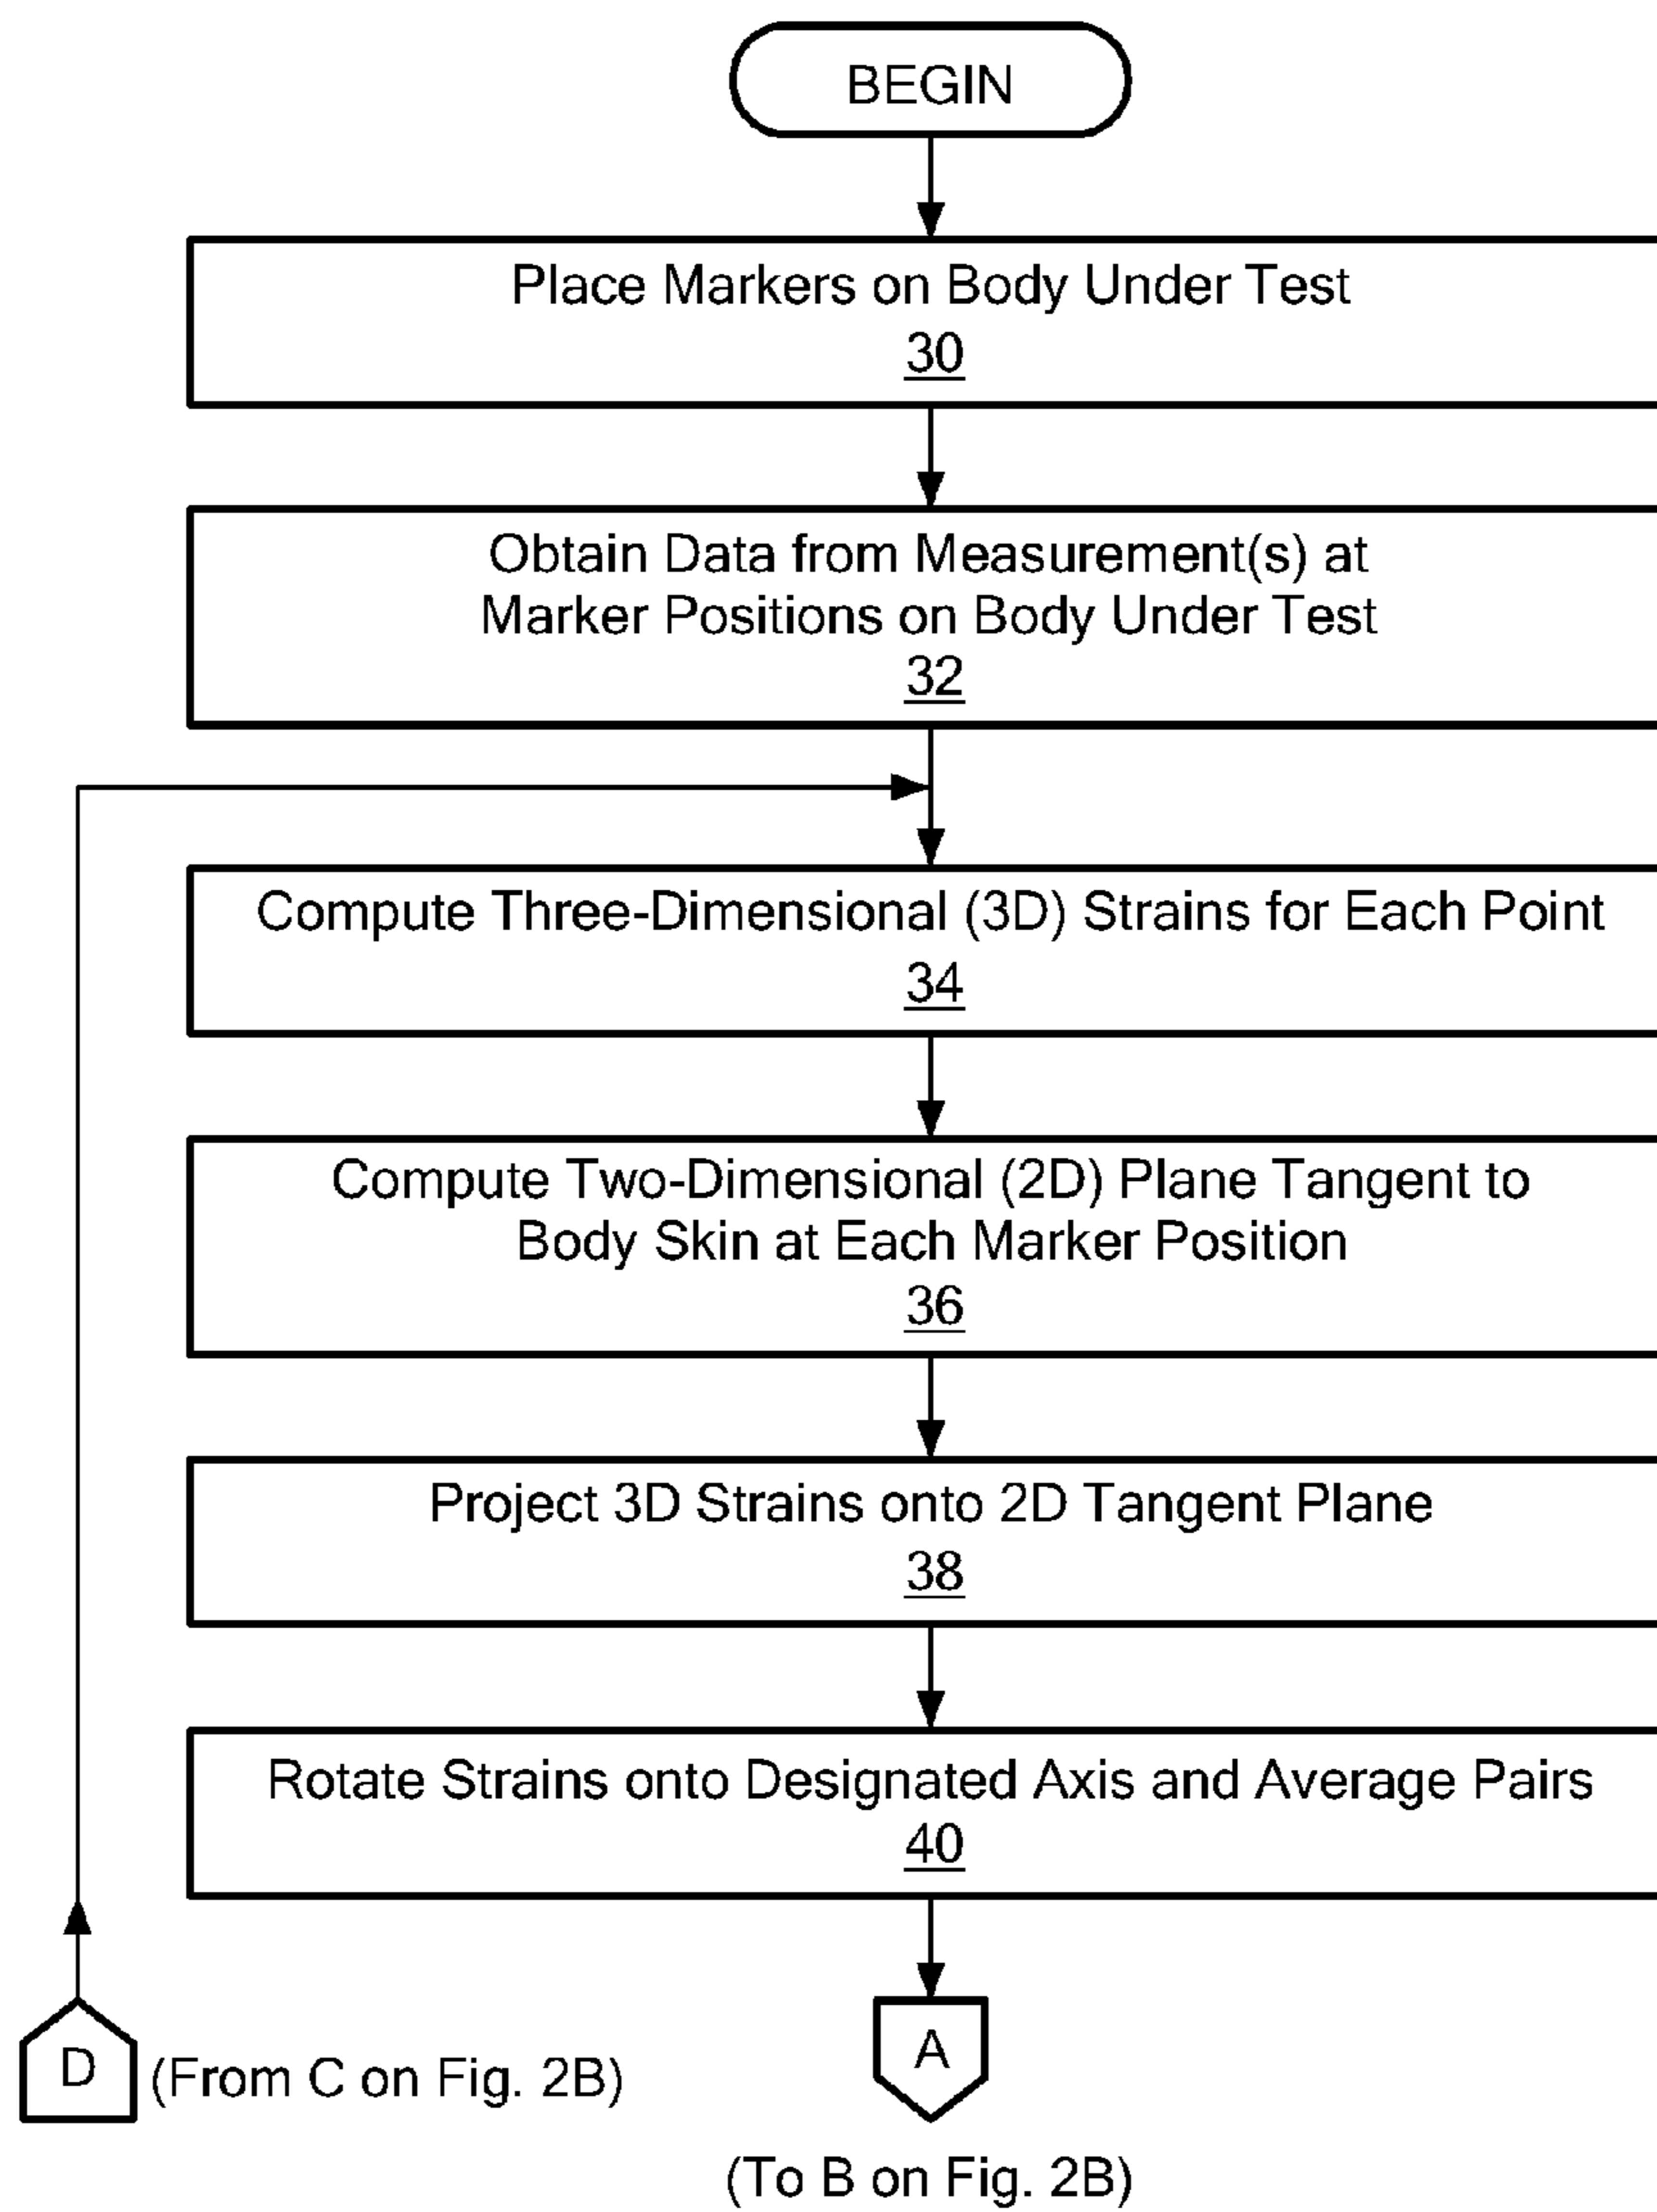 BEGIN
Place Markers on Body Under Test
30
Obtain Data from Measurement(s) at
Marker Positions on Body Under Test
32
Compute Three-Dimensional (3D) Strains for Each Point
34
Compute Two-Dimensional (2D) Plane Tangent to
Body Skin at Each Marker Position
36
Project 3D Strains onto 2D Tangent Plane
38
Rotate Strains onto Designated Axis and Average Pairs
40
D
(From C on Fig. 2B)
A
(To B on Fig. 2B)